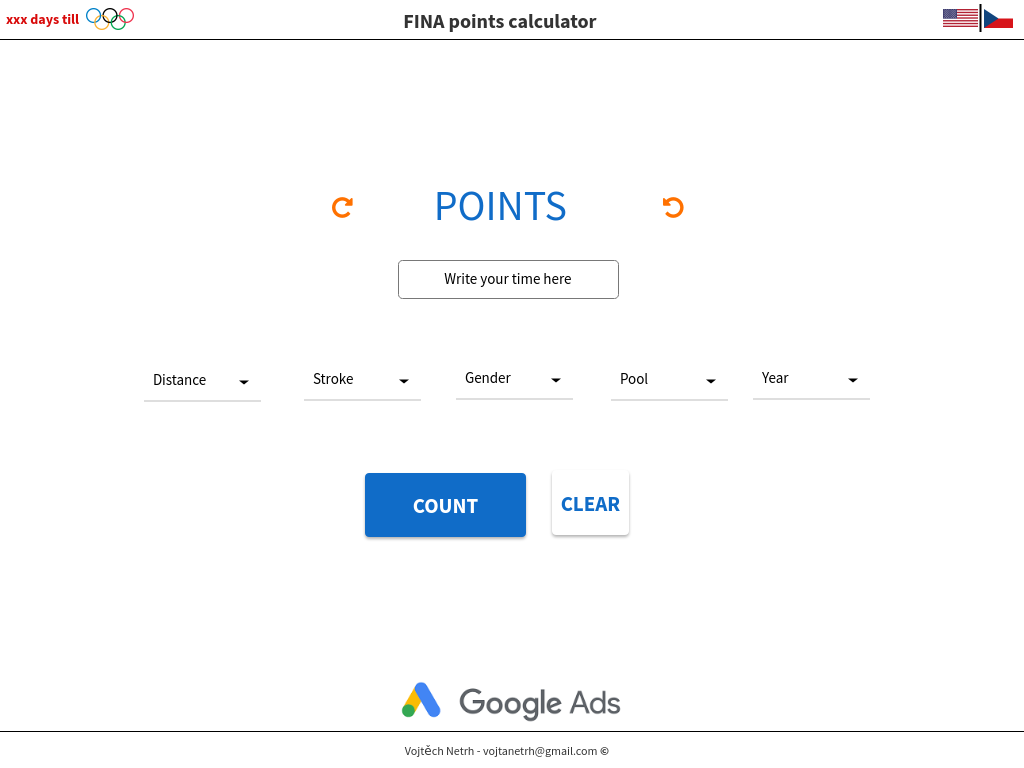 xxx days till
FINA points calculator
POINTS
Write your time here
Distance
Stroke
Gender
Pool
Year
COUNT
CLEAR
Google Ads
Vojtěch Netrh - vojtanetrh@gmail.com ©